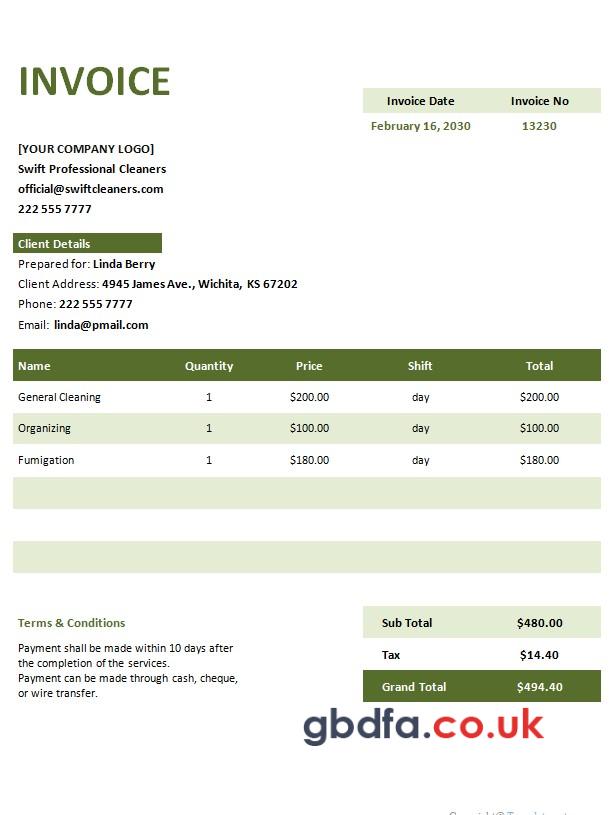 INVOICE
Invoice Date Invoice No
February 16, 2030 13230
[YOUR COMPANY LOGO]
Swift Professional Cleaners
official@swiftcleaners.com
222 555 7777
Client Details
Prepared for: Linda Berry
Client Address: 4945 James Ave., Wichita, KS 67202
Phone: 222 555 7777
Email: linda@pmail.com
Name Quantity Price Shift Total
General Cleaning 1 $200.00 day $200.00
Organizing 1 $100.00 day $100.00
Fumigation 1 $180.00 day $180.00
Terms & Conditions
Payment shall be made within 10 days after
the completion of the services.
Payment can be made through cash, cheque,
or wire transfer.
Sub Total $480.00
Tax $14.40
Grand Total $494.40
gbdfa.co.uk